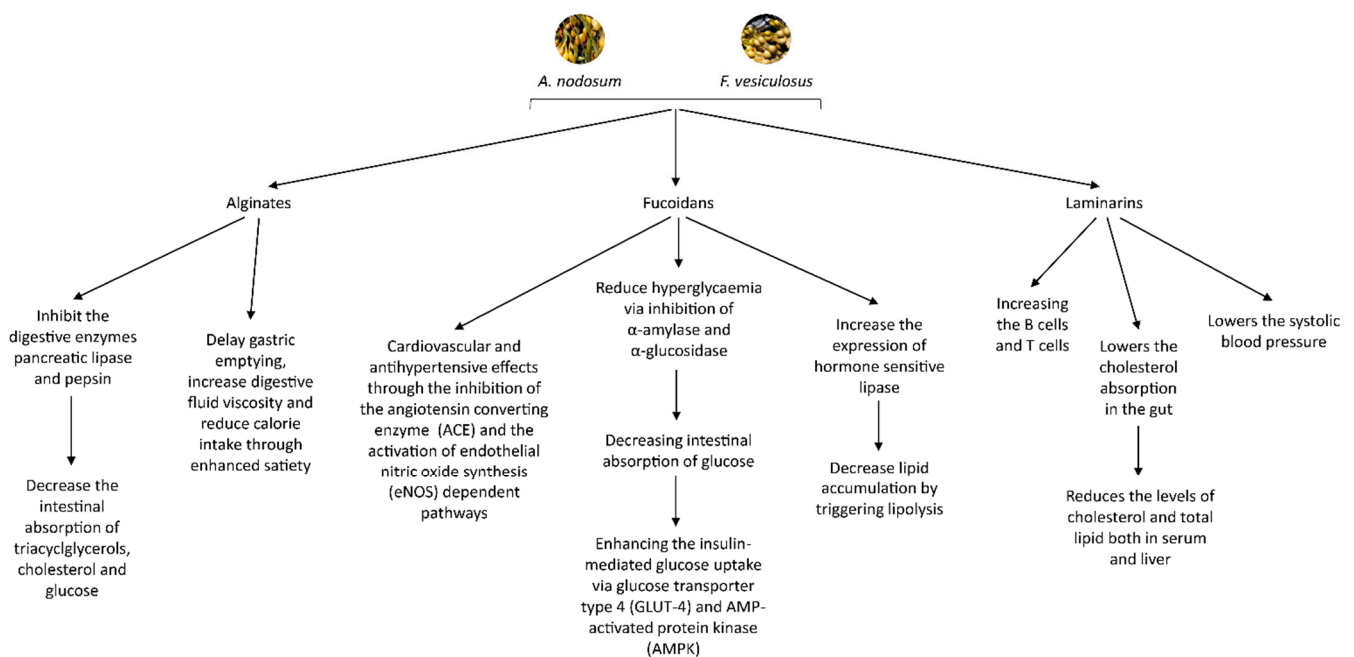 A. nodosum
F. vesiculosus
Alginates
Fucoidans
Laminarins
Inhibit the
digestive enzymes
pancreatic lipase
and pepsin
Decrease the
intestinal
absorption of
triacyclglycerols,
cholesterol and
glucose
Delay gastric
emptying,
increase digestive
fluid viscosity and
reduce calorie
intake through
enhanced satiety
Cardiovascular and
antihypertensive effects
through the inhibition of
the angiotensin converting
enzyme (ACE) and the
activation of endothelial
nitric oxide synthesis
(eNOS) dependent
pathways
Reduce hyperglycaemia
via inhibition of
α-amylase and
α-glucosidase
Decreasing intestinal
absorption of glucose
Enhancing the insulin-
mediated glucose uptake
via glucose transporter
type 4 (GLUT-4) and AMP-
activated protein kinase
(AMPK)
Increase the
expression of
hormone sensitive
lipase
Decrease lipid
accumulation by
triggering lipolysis
Increasing
the B cells
and T cells
Lowers the
cholesterol
absorption
in the gut
Reduces the levels of
cholesterol and total
lipid both in serum
and liver
Lowers the systolic
blood pressure